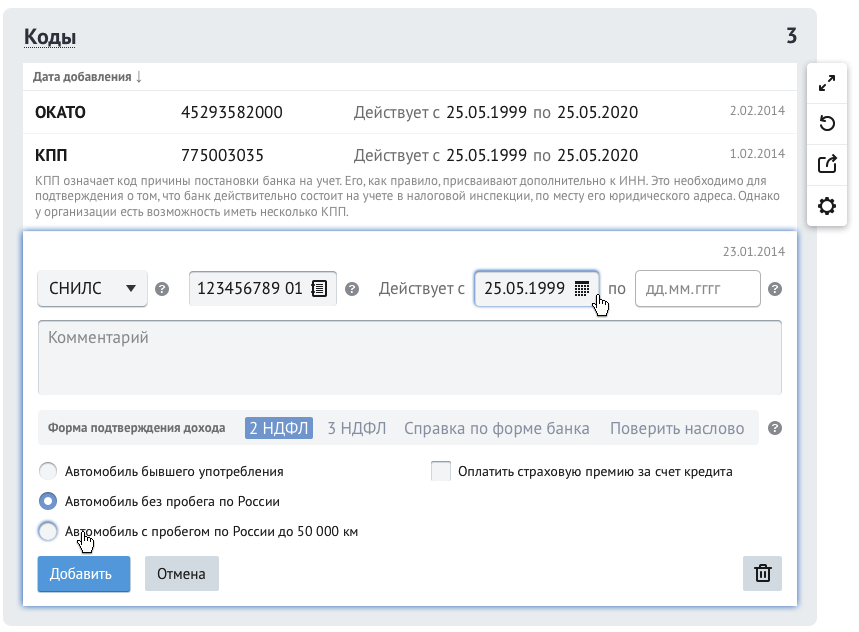 Коды 3
Дата добавления ↓
ОКАТО 45293582000 Действует с 25.05.1999 по 25.05.2020 2.02.2014
КПП 775003035 Действует с 25.05.1999 по 25.05.2020 1.02.2014
КПП означает код причины постановки банка на учет. Его, как правило, присваивают дополнительно к ИНН. Это необходимо для
подтверждения о том, что банк действительно состоит на учете в налоговой инспекции, по месту его юридического адреса. Однако
у организации есть возможность иметь несколько КПП.
23.01.2014
СНИЛС ? 123456789 01 ? Действует с 25.05.1999 по дд.мм.гггг ?
Комментарий
Форма подтверждения дохода 2 НДФЛ 3 НДФЛ Справка по форме банка Поверить наслово ?
Автомобиль бывшего употребления Оплатить страховую премию за счет кредита
Автомобиль без пробега по России
Автомобиль с пробегом по России до 50 000 км
Добавить Отмена